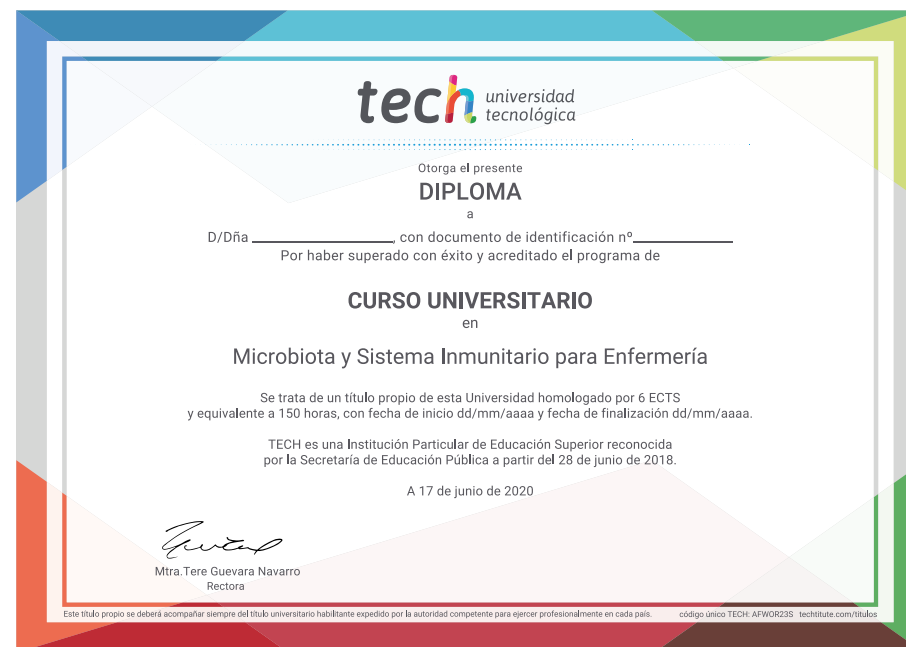 tech universidad
tecnológica
Otorga el presente
DIPLOMA
a
D/Dña ____________________, con documento de identificación nº______________
Por haber superado con éxito y acreditado el programa de
CURSO UNIVERSITARIO
en
Microbiota y Sistema Inmunitario para Enfermería
Se trata de un título propio de esta Universidad homologado por 6 ECTS
y equivalente a 150 horas, con fecha de inicio dd/mm/aaaa y fecha de finalización dd/mm/aaaa.
TECH es una Institución Particular de Educación Superior reconocida
por la Secretaría de Educación Pública a partir del 28 de junio de 2018.
A 17 de junio de 2020
Mtra.Tere Guevara Navarro
Rectora
Este título propio se deberá acompañar siempre del título universitario habilitante expedido por la autoridad competente para ejercer profesionalmente en cada país. código único TECH: AFWOR23S techtitute.com/títulos